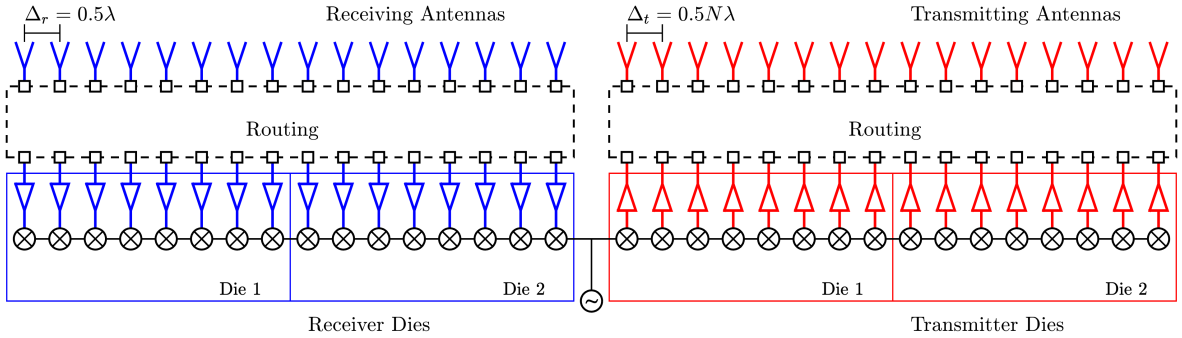 Δᵣ = 0.5λ
Receiving Antennas
Δₜ = 0.5Nλ
Transmitting Antennas
Routing
Routing
Die 1
Die 2
Die 1
Die 2
~
Receiver Dies
Transmitter Dies